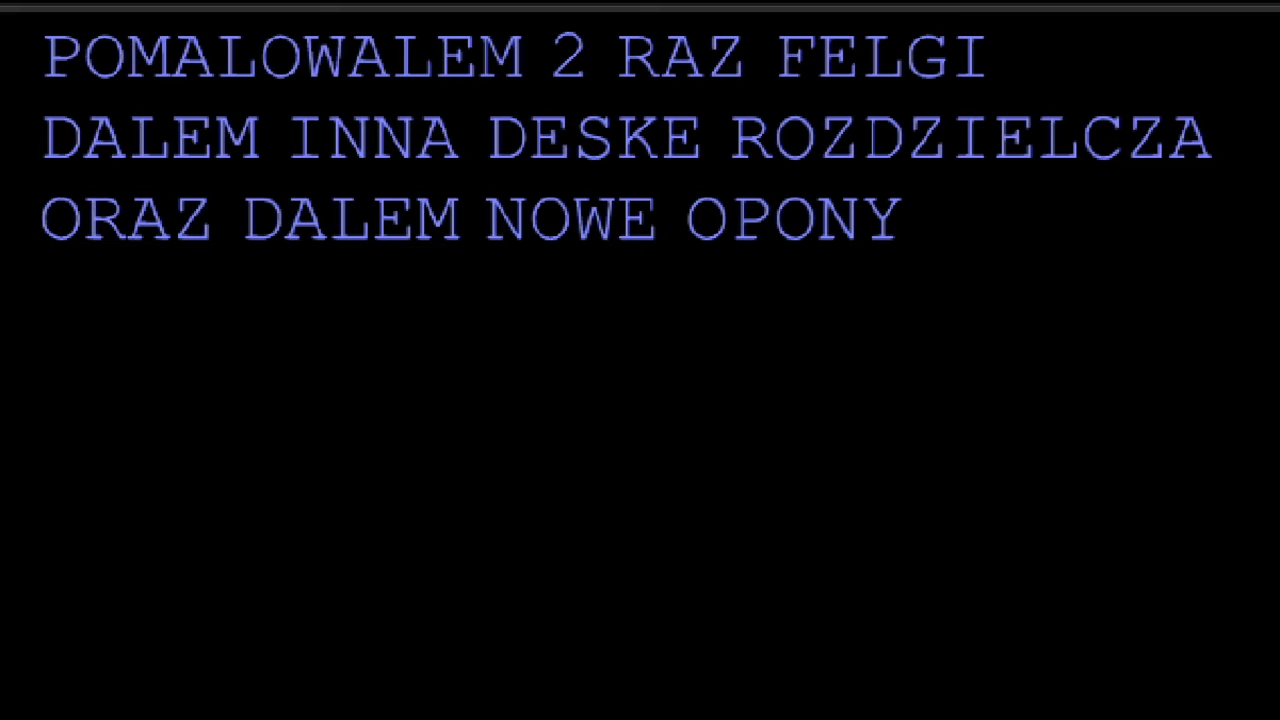 POMALOWALEM 2 RAZ FELGI
DALEM INNA DESKE ROZDZIELCZA
ORAZ DALEM NOWE OPONY